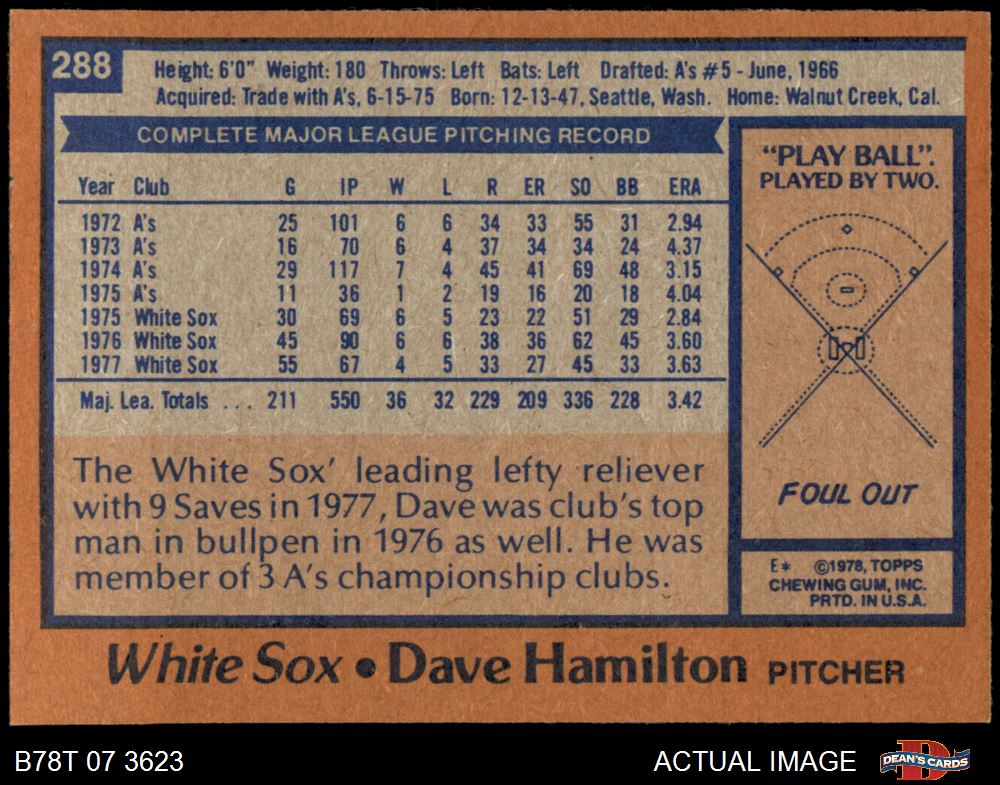 288
Height: 6'0" Weight: 180 Throws: Left Bats: Left Drafted: A's #5 - June, 1966
Acquired: Trade with A's, 6-15-75 Born: 12-13-47, Seattle, Wash. Home: Walnut Creek, Cal.
COMPLETE MAJOR LEAGUE PITCHING RECORD
Year Club G IP W L R ER SO BB ERA
1972 A's 25 101 6 6 34 33 55 31 2.94
1973 A's 16 70 6 4 37 34 34 24 4.37
1974 A's 29 117 7 4 45 41 69 48 3.15
1975 A's 11 36 1 2 19 16 20 18 4.04
1975 White Sox 30 69 6 5 23 22 51 29 2.84
1976 White Sox 45 90 6 6 38 36 62 45 3.60
1977 White Sox 55 67 4 5 33 27 45 33 3.63
Maj. Lea. Totals ... 211 550 36 32 229 209 336 228 3.42
The White Sox' leading lefty reliever
with 9 Saves in 1977, Dave was club's top
man in bullpen in 1976 as well. He was
member of 3 A's championship clubs.
"PLAY BALL".
PLAYED BY TWO.
FOUL OUT
E* ©1978, TOPPS
CHEWING GUM, INC.
PRTD. IN U.S.A.
White Sox • Dave Hamilton PITCHER
B78T 07 3623 ACTUAL IMAGE
D
DEAN'S CARDS